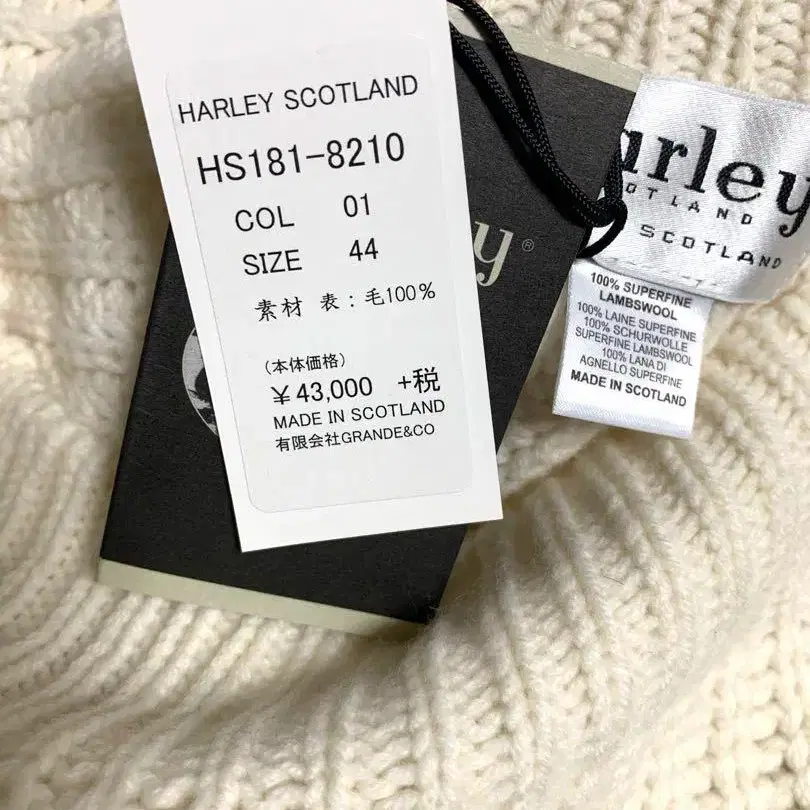 HARLEY SCOTLAND
HS181-8210
COL 01
SIZE 44
素材 表：毛100%
(本体価格)
¥43,000 +税
MADE IN SCOTLAND
有限会社GRANDE&CO
®
SCOTLAND
100% SUPERFINE
LAMBSWOOL
100% LAINE SUPERFINE
100% SCHURWOLLE
SUPERFINE LAMBSWOOL
100% LANA DI
AGNELLO SUPERFINE
MADE IN SCOTLAND